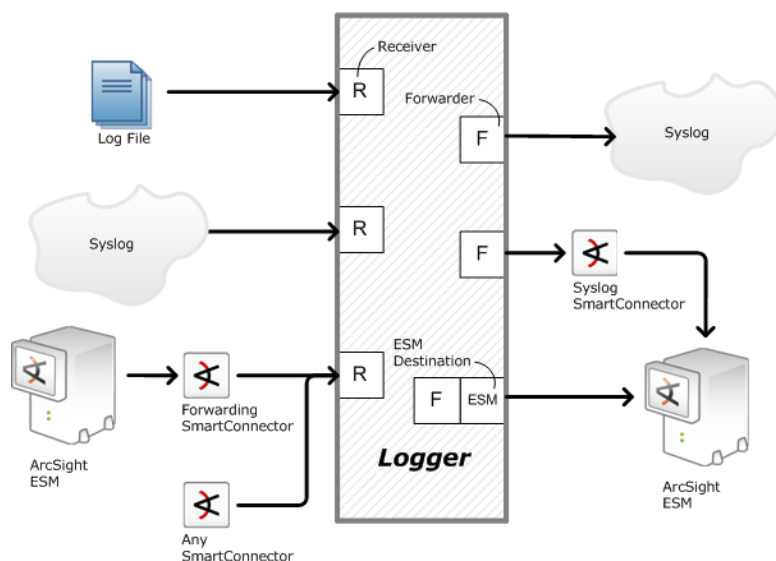 Receiver
R
Forwarder
Log File
F
Syslog
R
Syslog
F
Syslog
SmartConnector
ESM
Destination
R
F
ESM
Forwarding
SmartConnector
Logger
ArcSight
ESM
ArcSight
ESM
Any
SmartConnector